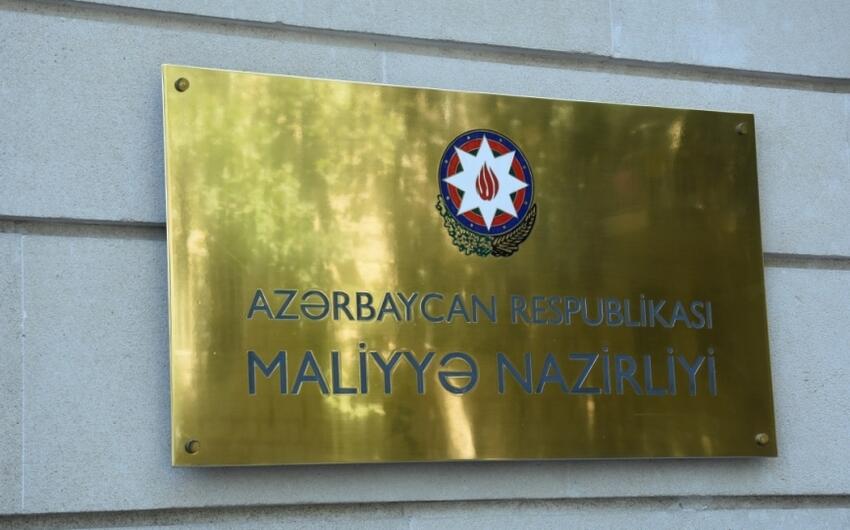 AZƏRBAYCAN RESPUBLİKASI
MALİYYƏ NAZİRLİYİ